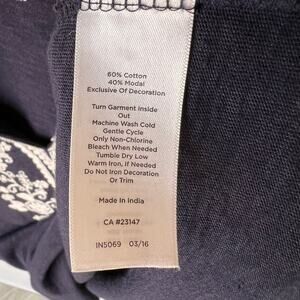 60% Cotton
40% Modal
Exclusive Of Decoration
Turn Garment Inside
Out
Machine Wash Cold
Gentle Cycle
Only Non-Chlorine
Bleach When Needed
Tumble Dry Low
Warm Iron, if Needed
Do Not Iron Decoration
Or Trim
Made In India
CA #23147
IN5069 03/16